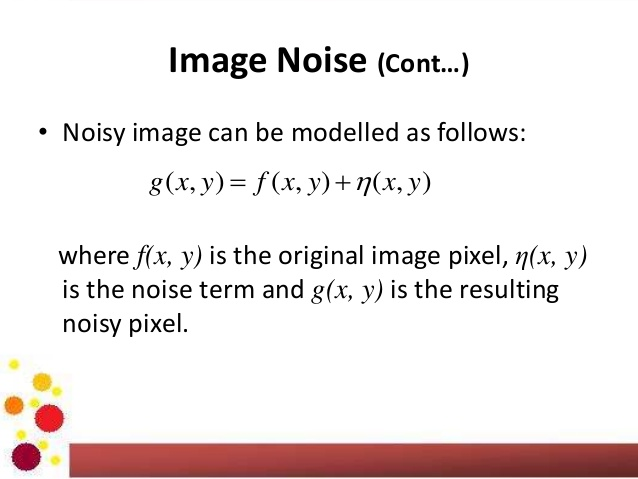 Image Noise (Cont…)
• Noisy image can be modelled as follows:
g(x, y) = f(x, y) + η(x, y)
where f(x, y) is the original image pixel, η(x, y)
is the noise term and g(x, y) is the resulting
noisy pixel.